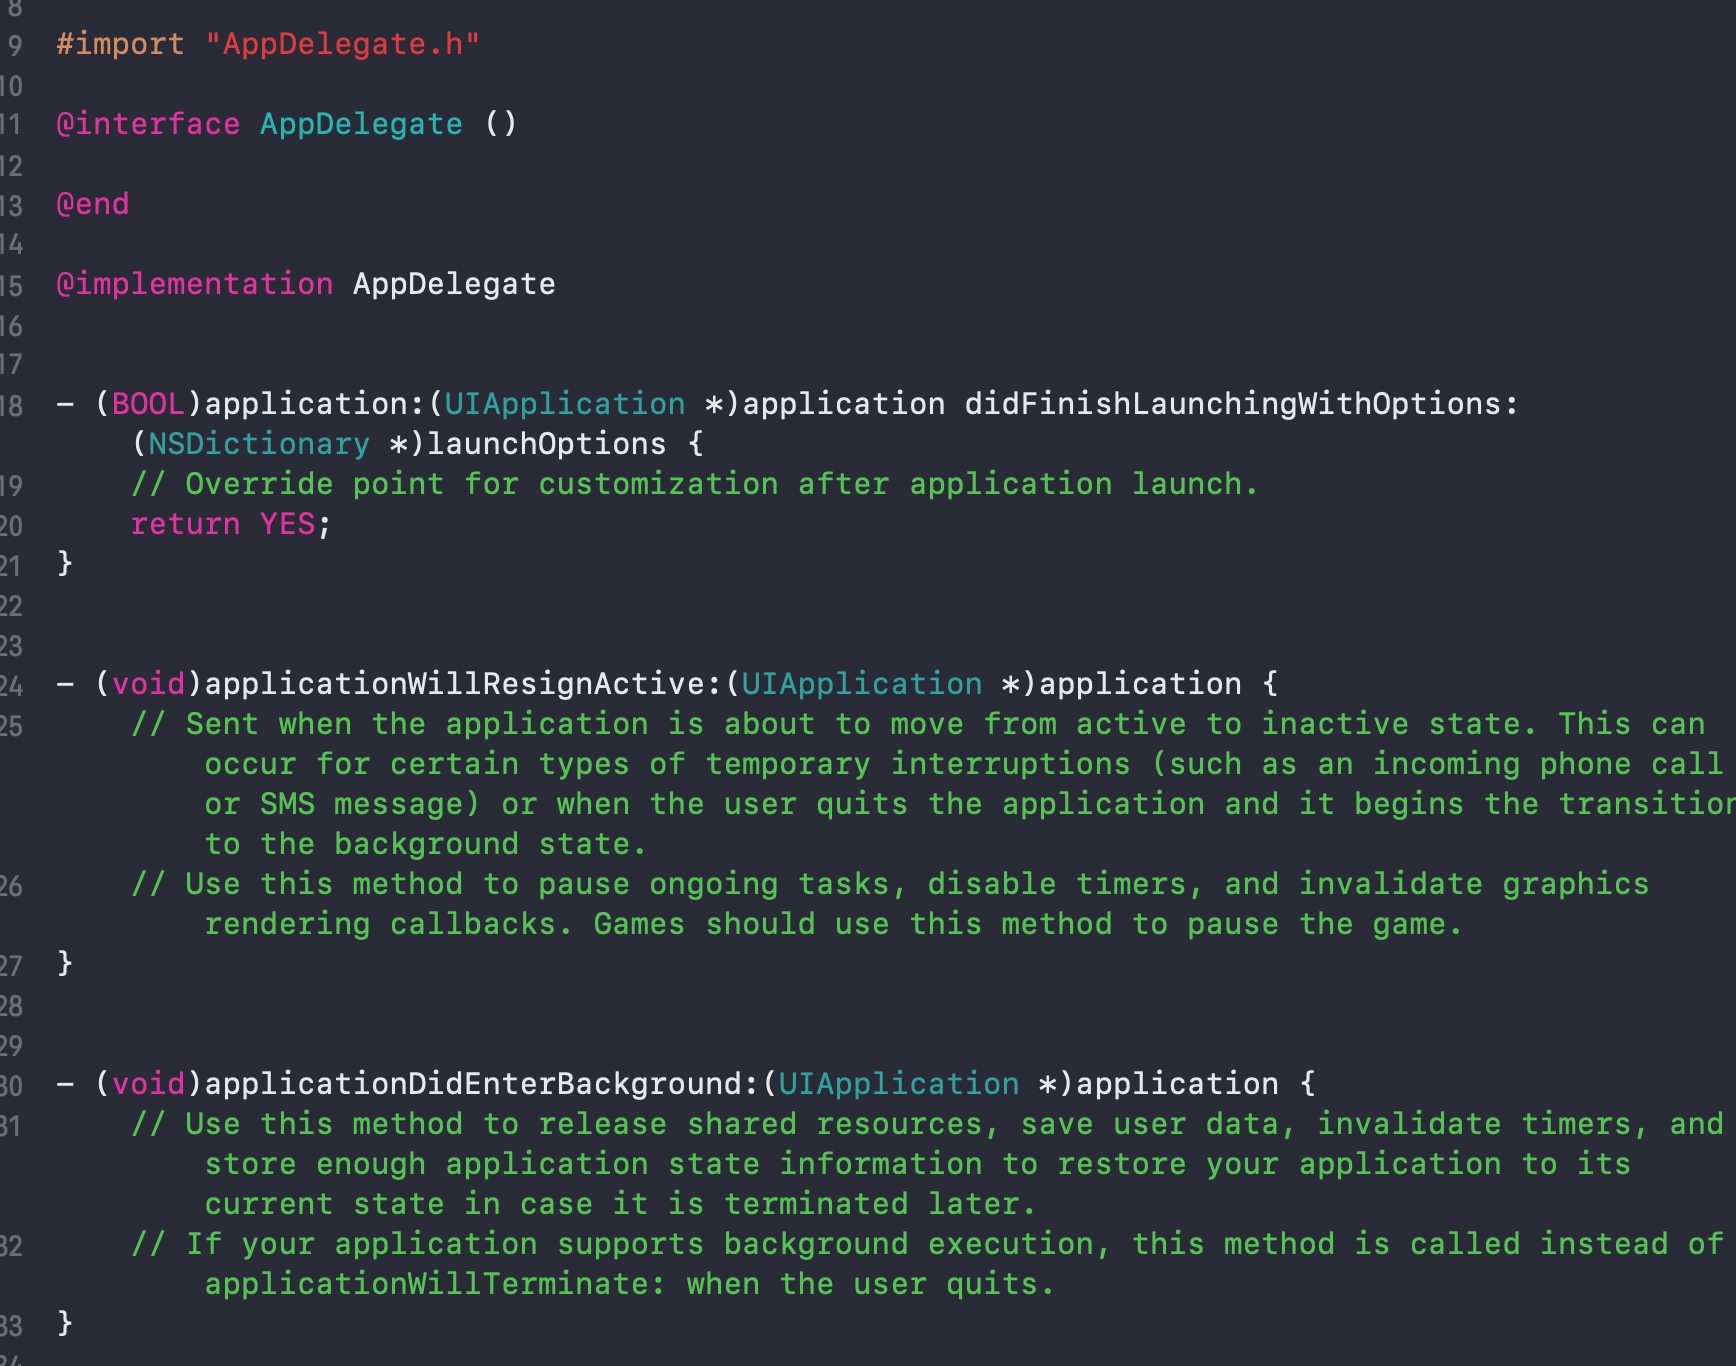 8
9 #import "AppDelegate.h"
10
11 @interface AppDelegate ()
12
13 @end
14
15 @implementation AppDelegate
16
17
18 - (BOOL)application:(UIApplication *)application didFinishLaunchingWithOptions:
(NSDictionary *)launchOptions {
19 // Override point for customization after application launch.
20 return YES;
21 }
22
23
24 - (void)applicationWillResignActive:(UIApplication *)application {
25 // Sent when the application is about to move from active to inactive state. This can
occur for certain types of temporary interruptions (such as an incoming phone call
or SMS message) or when the user quits the application and it begins the transition
to the background state.
26 // Use this method to pause ongoing tasks, disable timers, and invalidate graphics
rendering callbacks. Games should use this method to pause the game.
27 }
28
29
30 - (void)applicationDidEnterBackground:(UIApplication *)application {
31 // Use this method to release shared resources, save user data, invalidate timers, and
store enough application state information to restore your application to its
current state in case it is terminated later.
32 // If your application supports background execution, this method is called instead of
applicationWillTerminate: when the user quits.
33 }
34